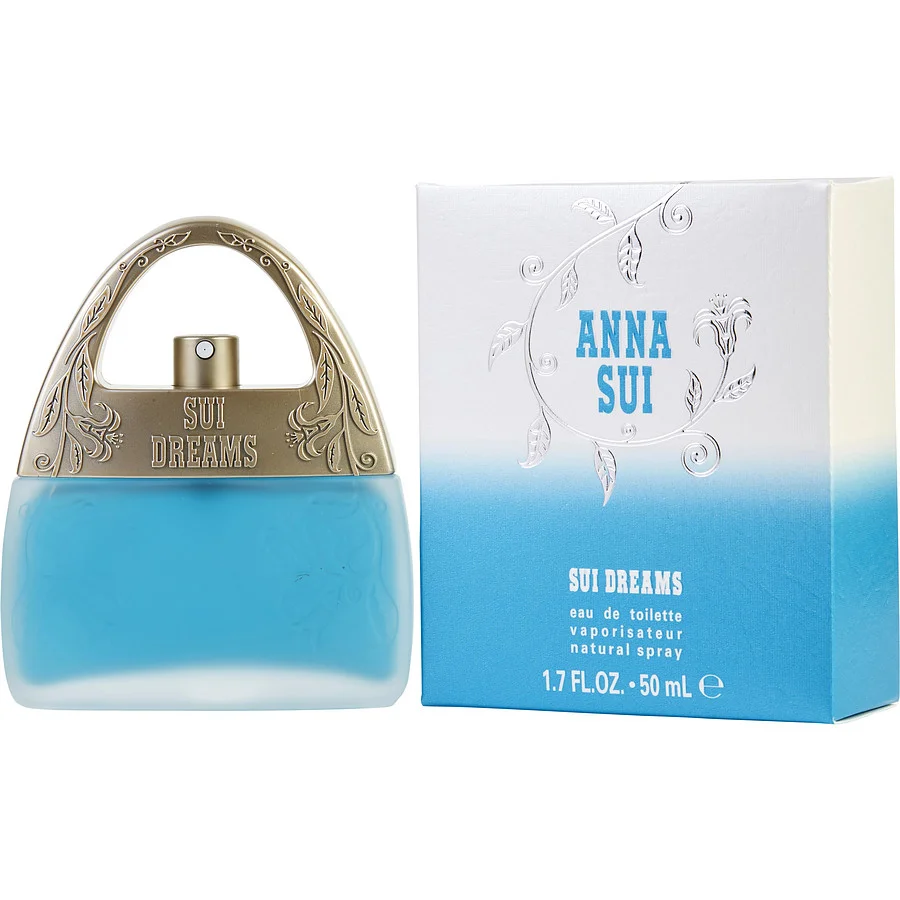 SUI
DREAMS
ANNA
SUI
SUI DREAMS
eau de toilette
vaporisateur
natural spray
1.7 FL.OZ. • 50 mL ℮